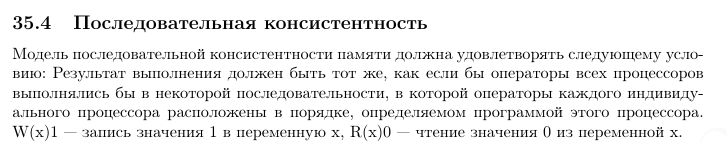 35.4 Последовательная консистентность
Модель последовательной консистентности памяти должна удовлетворять следующему усло-
вию: Результат выполнения должен быть тот же, как если бы операторы всех процессоров
выполнялись бы в некоторой последовательности, в которой операторы каждого индивиду-
ального процессора расположены в порядке, определяемом программой этого процессора.
W(x)1 — запись значения 1 в переменную x, R(x)0 — чтение значения 0 из переменной x.